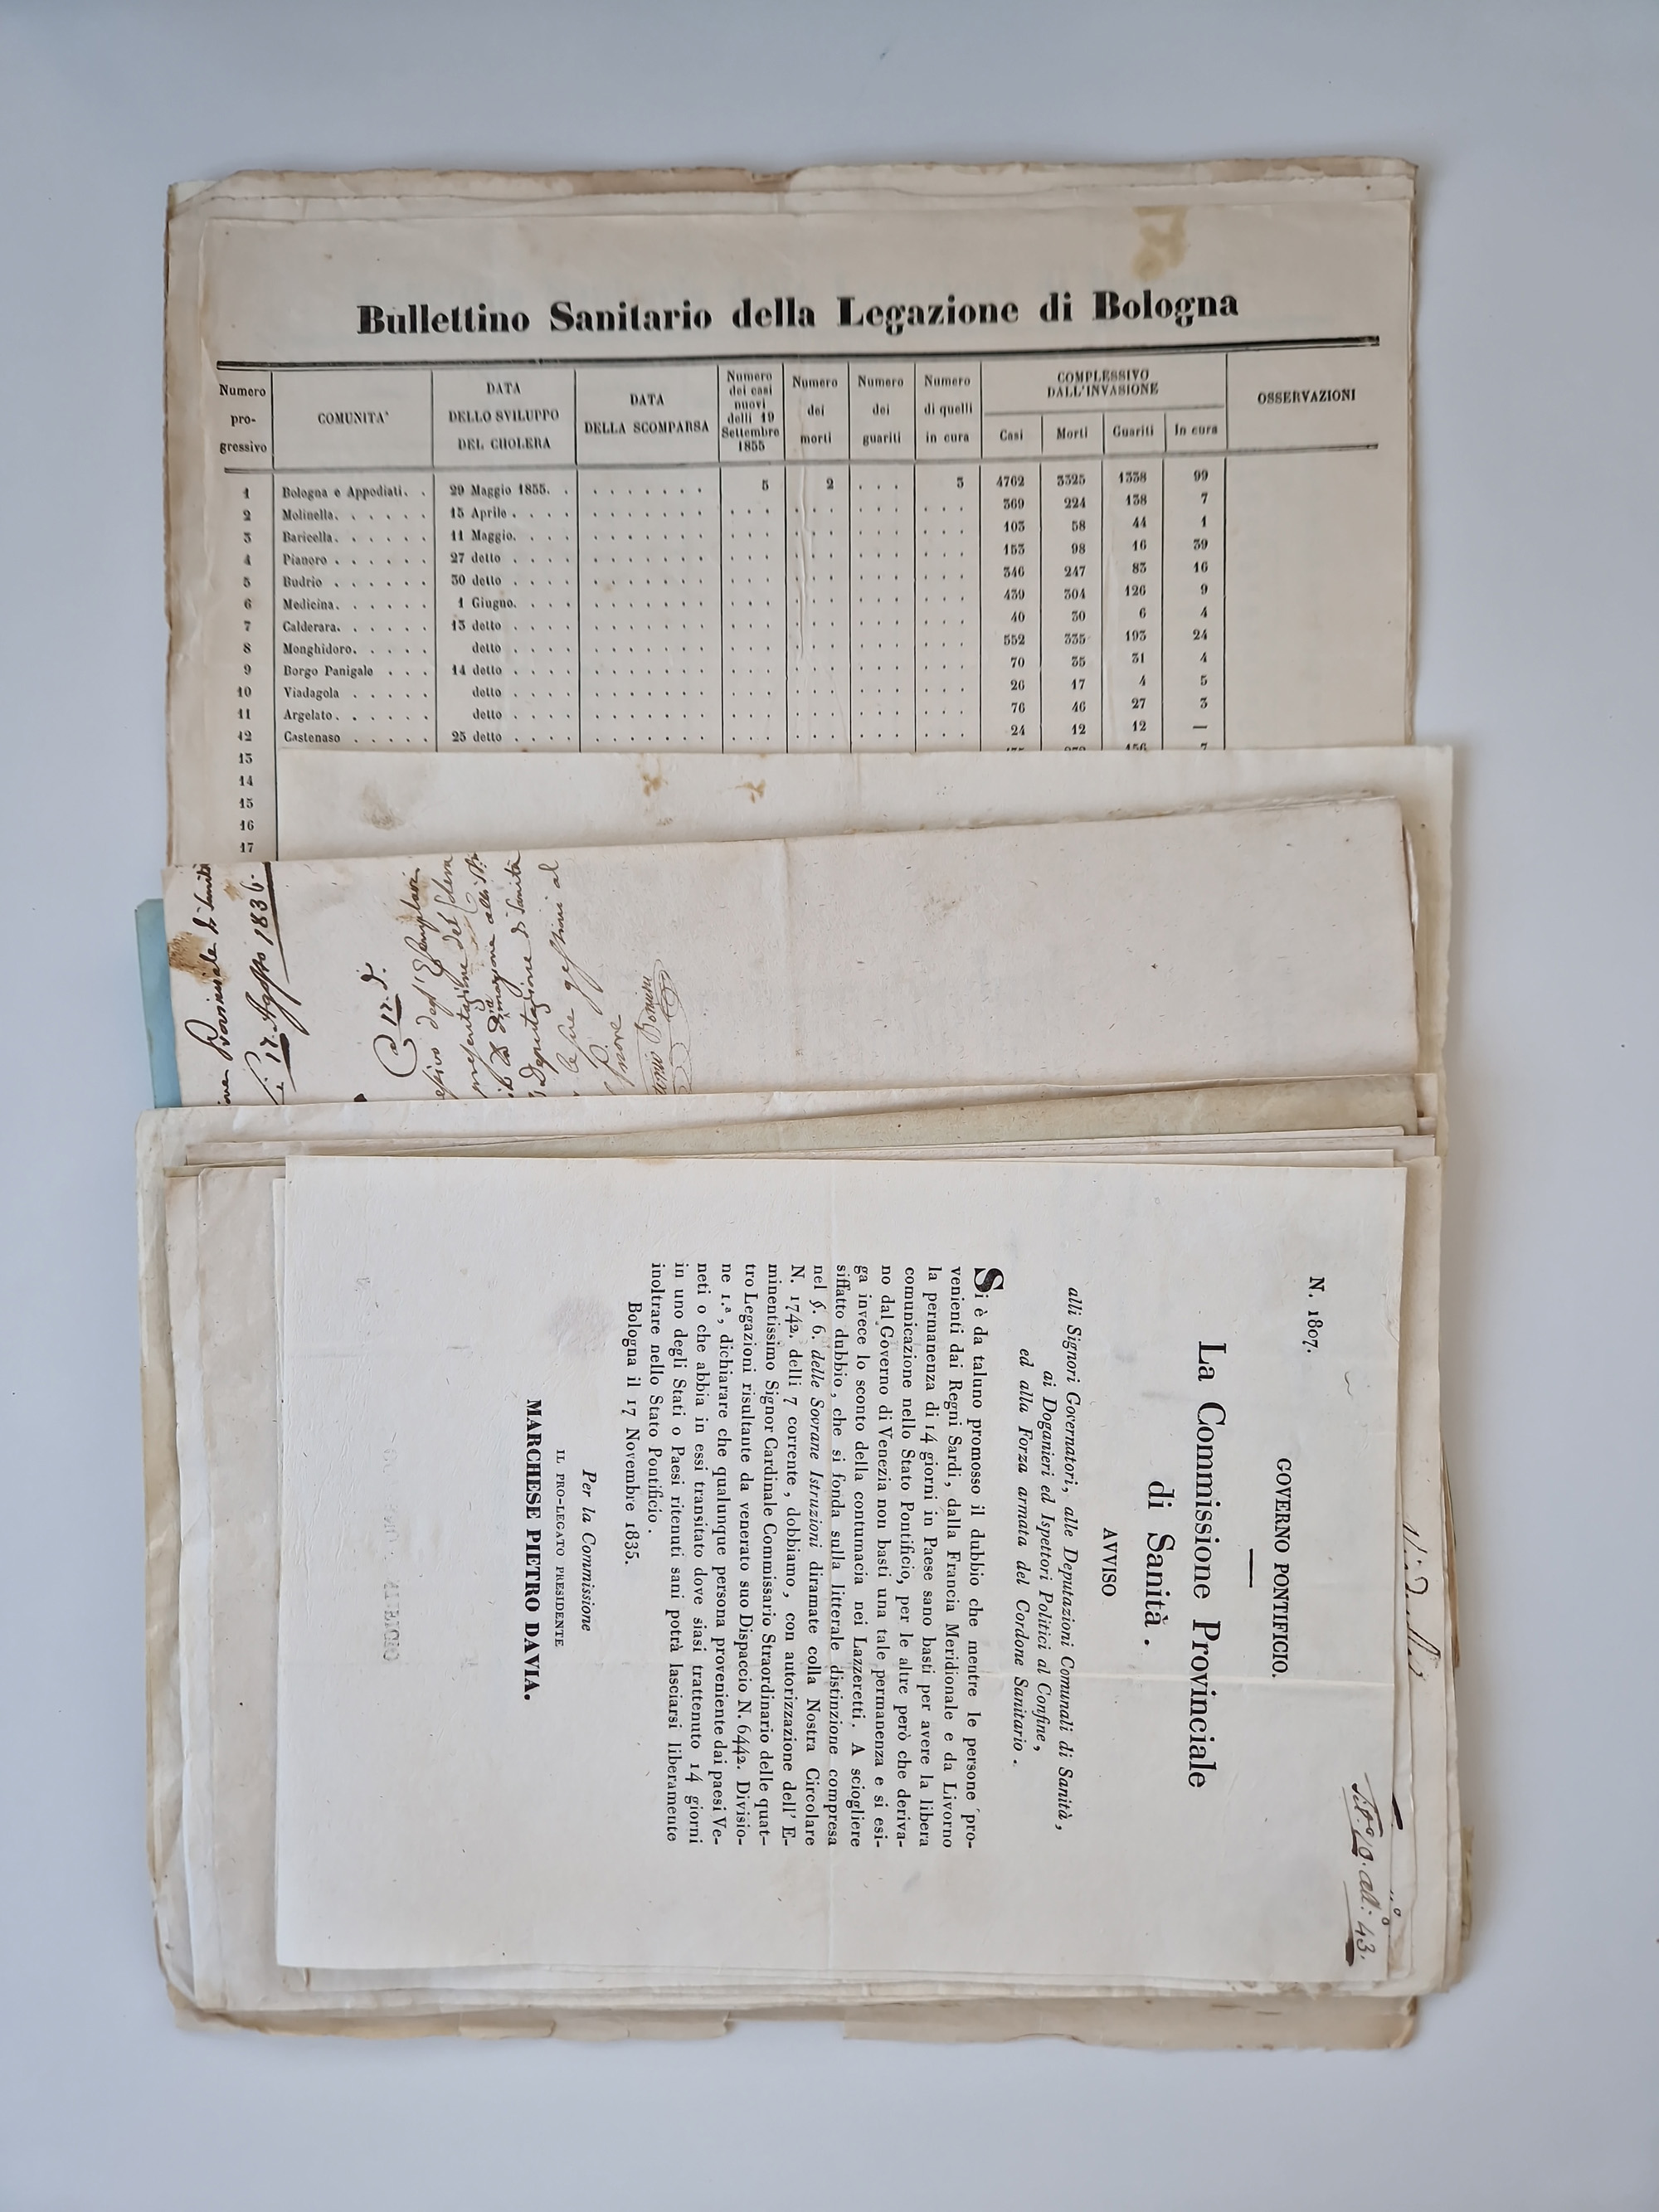 Bullettino Sanitario della Legazione di Bologna
Numero progressivo COMUNITA' DATA DELLO SVILUPPO DEL CHOLERA DATA DELLA SCOMPARSA Numero dei casi nuovi delli 19 Settembre 1855 Numero dei morti Numero dei guariti Numero di quelli in cura COMPLESSIVO DALL'INVASIONE Casi Morti Guariti In cura OSSERVAZIONI
1 Bologna e Appodiati. . 29 Maggio 1855. . . . . . . . . 5 2 . . . 3 4762 3325 1338 99
2 Molinella. . . . . . 15 Aprile . . . . 369 224 138 7
3 Baricella. . . . . . 11 Maggio. . . . 103 58 44 1
4 Pianoro . . . . . . 27 detto . . . . 153 98 16 39
5 Budrio . . . . . . 30 detto . . . . 346 247 83 16
6 Medicina. . . . . . 1 Giugno. . . . 439 304 126 9
7 Calderara. . . . . . 13 detto . . . . 40 30 6 4
8 Monghidoro. . . . . detto . . . . 552 335 193 24
9 Borgo Panigale . . . 14 detto . . . . 70 35 31 4
10 Viadagola . . . . . detto . . . . 26 17 4 5
11 Argelato. . . . . . detto . . . . 76 46 27 3
12 Castenaso . . . . . 25 detto . . . . 24 12 12 —
13
14
15
16
17
Provinciale di Sanità
17. Agosto 1836.
Deputazione di Sanità
N. 1807.
GOVERNO PONTIFICIO.
La Commissione Provinciale
di Sanità.
AVVISO
alli Signori Governatori, alle Deputazioni Comunali di Sanità,
ai Doganieri ed Ispettori Politici al Confine,
ed alla Forza armata del Cordone Sanitario.
Si è da taluno promosso il dubbio che mentre le persone pro-
venienti dai Regni Sardi, dalla Francia Meridionale e da Livorno
la permanenza di 14 giorni in Paese sano basti per avere la libera
comunicazione nello Stato Pontificio, per le altre però che deriva-
no dal Governo di Venezia non basti una tale permanenza e si esi-
ga invece lo sconto della contumacia nei Lazzeretti. A sciogliere
siffatto dubbio, che si fonda sulla litterale distinzione compresa
nel §. 6. delle Sovrane Istruzioni diramate colla Nostra Circolare
N. 1742. delli 7 corrente, dobbiamo, con autorizzazione dell' E-
minentissimo Signor Cardinale Commissario Straordinario delle quat-
tro Legazioni risultante da venerato suo Dispaccio N. 6442. Divisio-
ne 1.ª, dichiarare che qualunque persona proveniente dai paesi Ve-
neti o che abbia in essi transitato dove siasi trattenuto 14 giorni
in uno degli Stati o Paesi ritenuti sani potrà lasciarsi liberamente
inoltrare nello Stato Pontificio.
Bologna il 17 Novembre 1835.
Per la Commissione
IL PRO-LEGATO PRESIDENTE
MARCHESE PIETRO DAVIA.